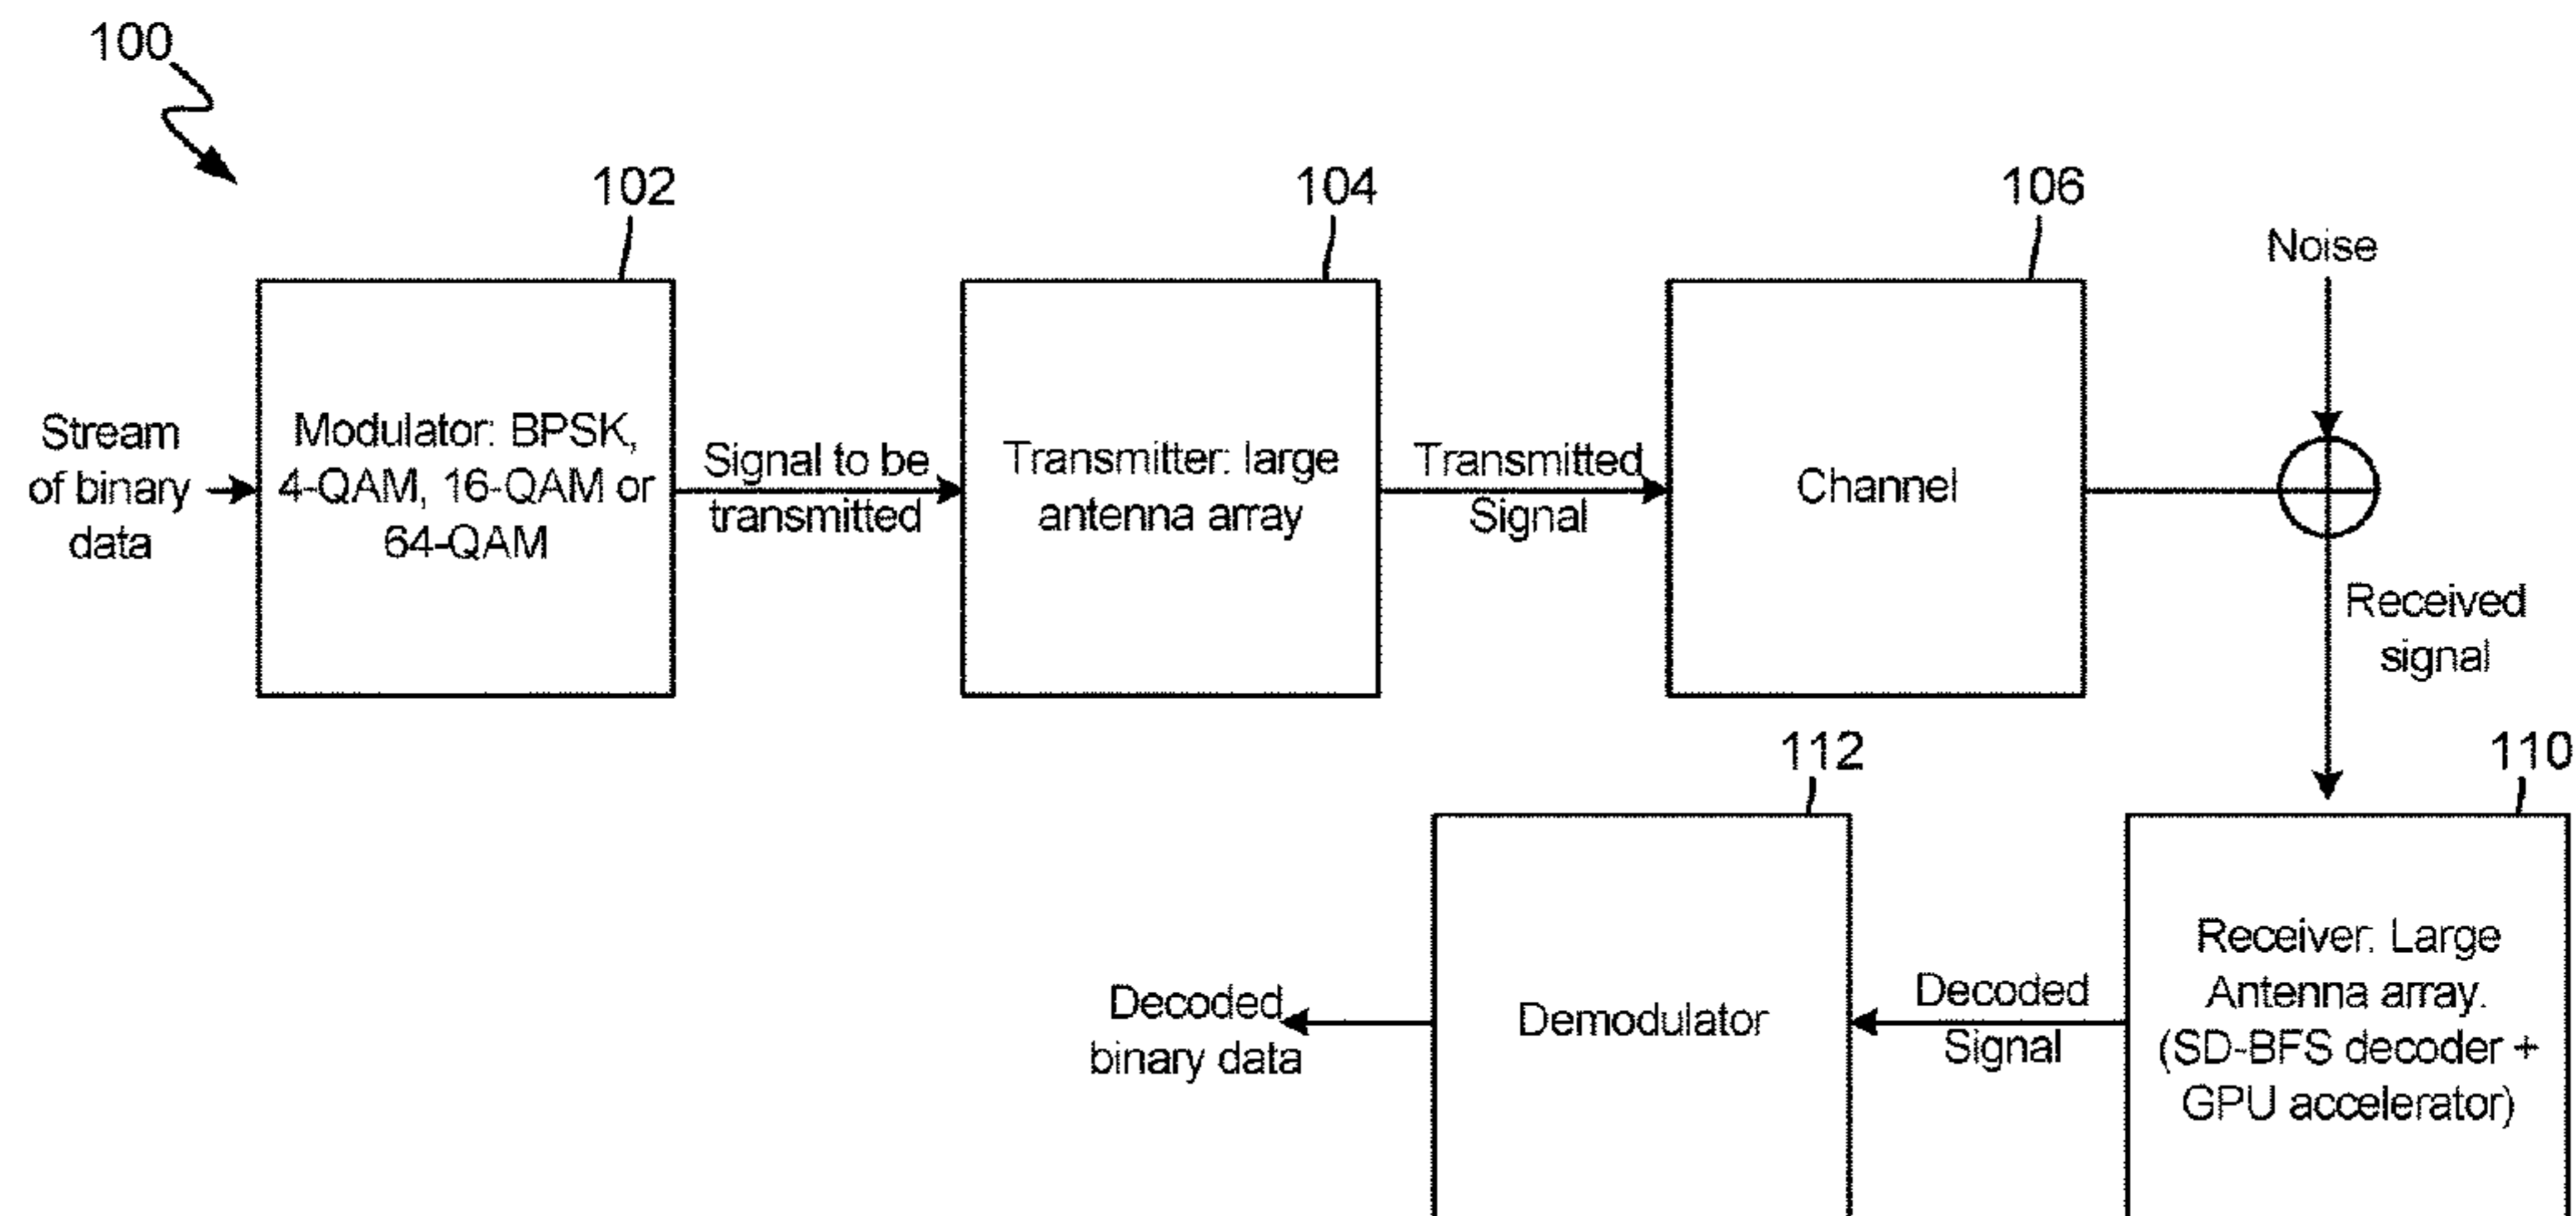 100
102
104
106
Noise
Stream
of binary
data
Modulator: BPSK,
4-QAM, 16-QAM or
64-QAM
Signal to be
transmitted
Transmitter: large
antenna array
Transmitted
Signal
Channel
Received
signal
112
110
Decoded
binary data
Demodulator
Decoded
Signal
Receiver: Large
Antenna array.
(SD-BFS decoder +
GPU accelerator)